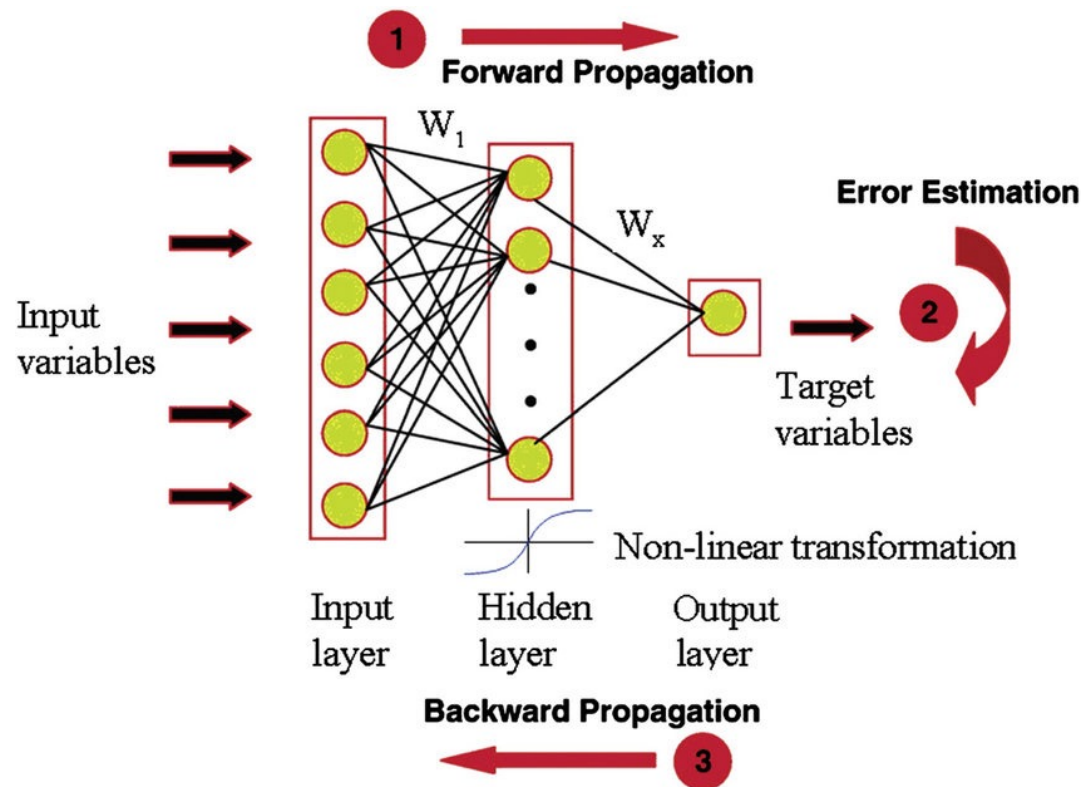 1
Forward Propagation
W1
Error Estimation
Wx
2
Input
variables
Target
variables
Non-linear transformation
Input
layer
Hidden
layer
Output
layer
Backward Propagation
3